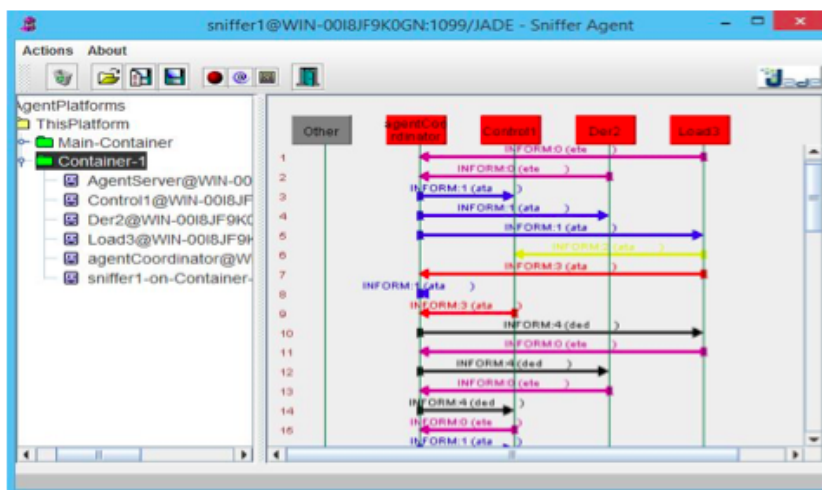 sniffer1@WIN-00I8JF9K0GN:1099/JADE - Sniffer Agent
Actions About
AgentPlatforms
ThisPlatform
Main-Container
Container-1
AgentServer@WIN-00
Control1@WIN-00I8JF
Der2@WIN-00I8JF9K0
Load3@WIN-00I8JF9K
agentCoordinator@W
sniffer1-on-Container-
Other
agentCoo
rdinator
Control1
Der2
Load3
1 INFORM:0 (ete )
2 INFORM:0 (ete )
3 INFORM:1 (ata )
4 INFORM:1 (ata )
5 INFORM:1 (ata )
6 (ata )
7 INFORM:3 (ata )
8 INFORM:1 (ata )
9 INFORM:3 (ata )
10 INFORM:4 (ded )
11 INFORM:0 (ete )
12 INFORM:4 (ded )
13 INFORM:0 (ete )
14 INFORM:4 (ded )
15 INFORM:0 (ete )
INFORM:1 (ata )